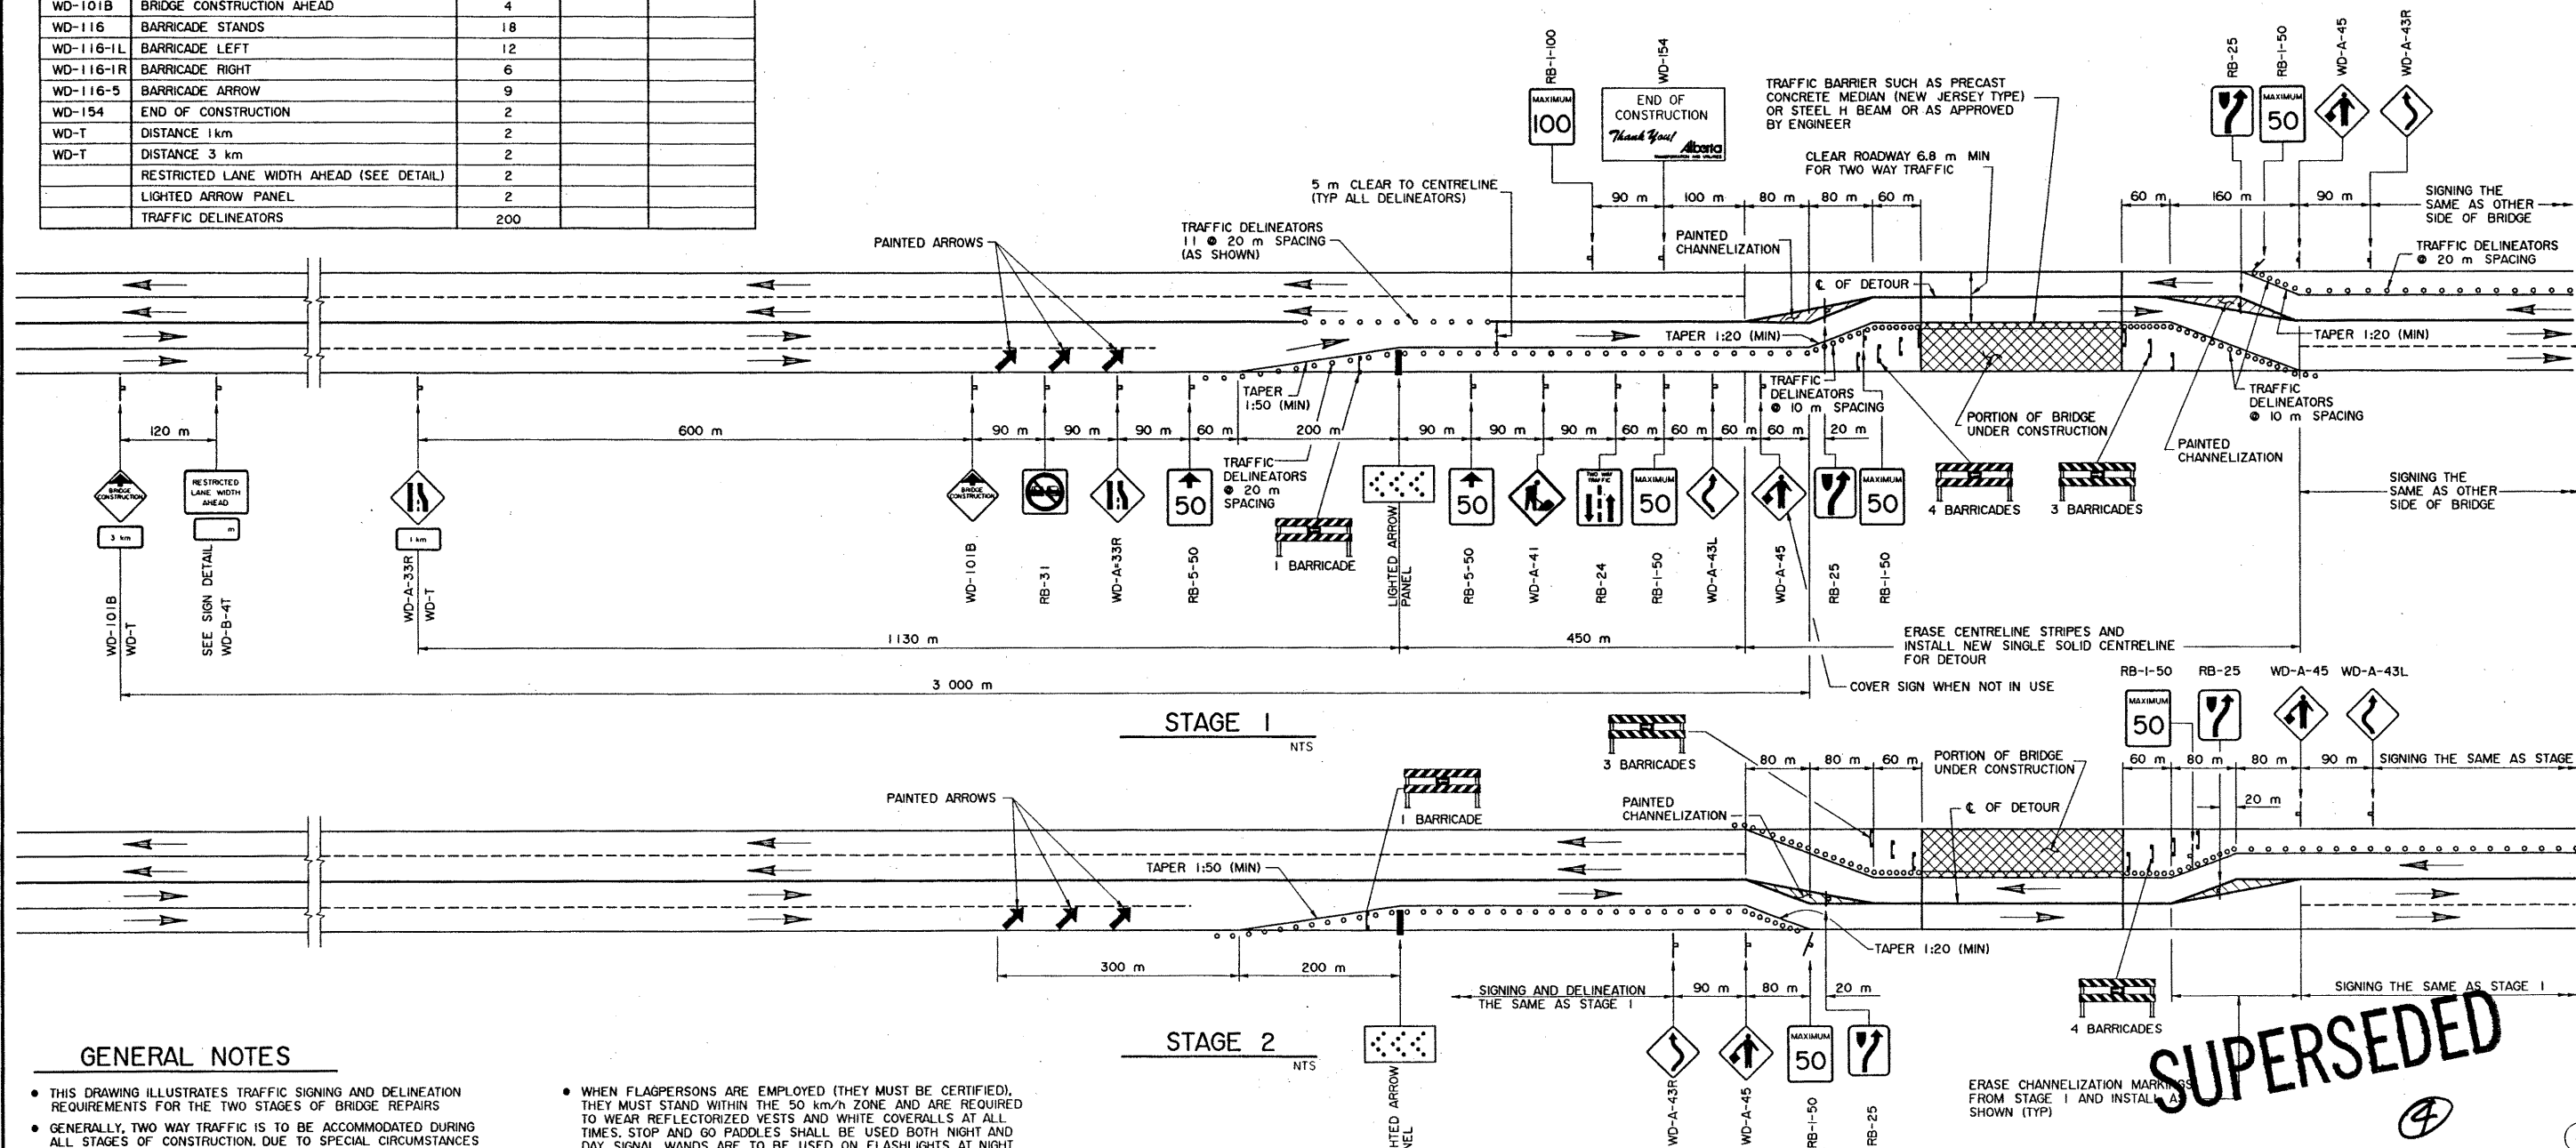 WD-101B BRIDGE CONSTRUCTION AHEAD 4
WD-116 BARRICADE STANDS 18
WD-116-1L BARRICADE LEFT 12
WD-116-1R BARRICADE RIGHT 6
WD-116-5 BARRICADE ARROW 9
WD-154 END OF CONSTRUCTION 2
WD-T DISTANCE 1km 2
WD-T DISTANCE 3 km 2
RESTRICTED LANE WIDTH AHEAD (SEE DETAIL) 2
LIGHTED ARROW PANEL 2
TRAFFIC DELINEATORS 200
RB-1-100
WD-154
MAXIMUM
100
END OF
CONSTRUCTION
Thank You!
Alberta
TRANSPORTATION AND UTILITIES
TRAFFIC BARRIER SUCH AS PRECAST
CONCRETE MEDIAN (NEW JERSEY TYPE)
OR STEEL H BEAM OR AS APPROVED
BY ENGINEER
CLEAR ROADWAY 6.8 m MIN
FOR TWO WAY TRAFFIC
RB-25
RB-1-50
WD-A-45
WD-A-43R
MAXIMUM
50
5 m CLEAR TO CENTRELINE
(TYP ALL DELINEATORS)
90 m 100 m 80 m 80 m 60 m
60 m 160 m 90 m
SIGNING THE
SAME AS OTHER
SIDE OF BRIDGE
PAINTED ARROWS
TRAFFIC DELINEATORS
11 @ 20 m SPACING
(AS SHOWN)
PAINTED
CHANNELIZATION
TRAFFIC DELINEATORS
@ 20 m SPACING
℄ OF DETOUR
TAPER 1:20 (MIN)
TAPER 1:20 (MIN)
TAPER
1:50 (MIN)
TRAFFIC
DELINEATORS
@ 10 m SPACING
TRAFFIC
DELINEATORS
@ 10 m SPACING
PORTION OF BRIDGE
UNDER CONSTRUCTION
PAINTED
CHANNELIZATION
120 m 600 m 90 m 90 m 90 m 60 m 200 m 90 m 90 m 90 m 60 m 60 m 60 m 60 m 20 m
TRAFFIC
DELINEATORS
@ 20 m
SPACING
BRIDGE
CONSTRUCTION
3 km
RESTRICTED
LANE WIDTH
AHEAD
m
1 km
BRIDGE
CONSTRUCTION
50
50
TWO WAY
TRAFFIC
MAXIMUM
50
MAXIMUM
50
1 BARRICADE
4 BARRICADES
3 BARRICADES
SIGNING THE
SAME AS OTHER
SIDE OF BRIDGE
WD-101B
WD-T
SEE SIGN DETAIL
WD-B-4T
WD-A-33R
WD-T
WD-101B
RB-31
WD-A-33R
RB-5-50
LIGHTED ARROW
PANEL
RB-5-50
WD-A-41
RB-24
RB-1-50
WD-A-43L
WD-A-45
RB-25
RB-1-50
1130 m
450 m
ERASE CENTRELINE STRIPES AND
INSTALL NEW SINGLE SOLID CENTRELINE
FOR DETOUR
3 000 m
COVER SIGN WHEN NOT IN USE
STAGE 1
NTS
RB-1-50 RB-25 WD-A-45 WD-A-43L
MAXIMUM
50
3 BARRICADES
1 BARRICADE
80 m 80 m 60 m
PORTION OF BRIDGE
UNDER CONSTRUCTION
60 m 80 m 80 m 90 m
SIGNING THE SAME AS STAGE
20 m
PAINTED ARROWS
PAINTED
CHANNELIZATION
℄ OF DETOUR
TAPER 1:50 (MIN)
TAPER 1:20 (MIN)
300 m 200 m
SIGNING AND DELINEATION
THE SAME AS STAGE 1
90 m 80 m 20 m
4 BARRICADES
SIGNING THE SAME AS STAGE 1
STAGE 2
NTS
MAXIMUM
50
HTED ARROW
NEL
WD-A-43R
WD-A-45
RB-1-50
RB-25
ERASE CHANNELIZATION MARKINGS
FROM STAGE 1 AND INSTALL AS
SHOWN (TYP)
SUPERSEDED
4
GENERAL NOTES
• THIS DRAWING ILLUSTRATES TRAFFIC SIGNING AND DELINEATION
REQUIREMENTS FOR THE TWO STAGES OF BRIDGE REPAIRS
• GENERALLY, TWO WAY TRAFFIC IS TO BE ACCOMMODATED DURING
ALL STAGES OF CONSTRUCTION. DUE TO SPECIAL CIRCUMSTANCES
• WHEN FLAGPERSONS ARE EMPLOYED (THEY MUST BE CERTIFIED),
THEY MUST STAND WITHIN THE 50 km/h ZONE AND ARE REQUIRED
TO WEAR REFLECTORIZED VESTS AND WHITE COVERALLS AT ALL
TIMES. STOP AND GO PADDLES SHALL BE USED BOTH NIGHT AND
DAY. SIGNAL WANDS ARE TO BE USED ON FLASHLIGHTS AT NIGHT